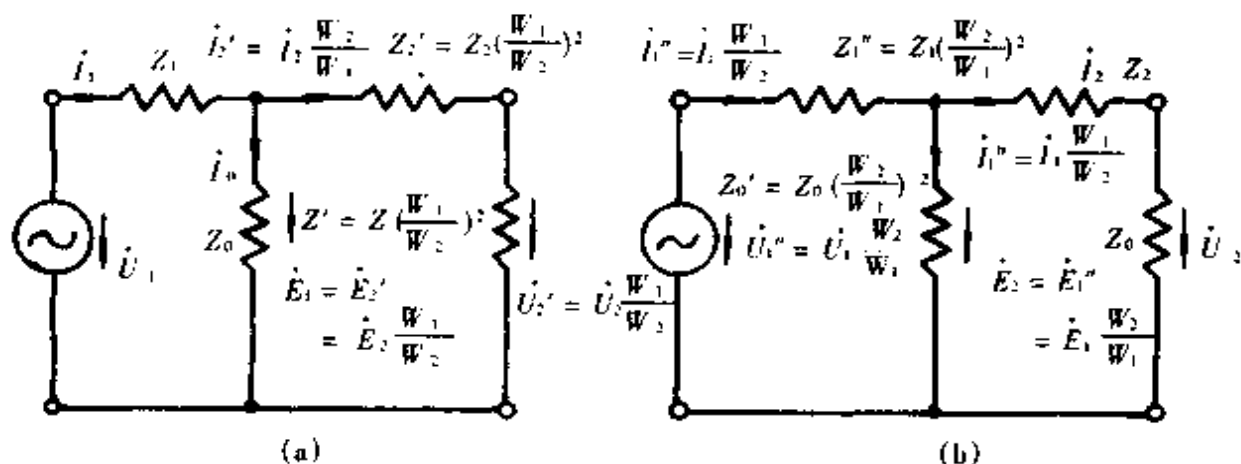 İ₁
Z₁
İ₂′ = İ₂ W₂/W₁
Z₂′ = Z₂(W₁/W₂)²
İ₀
Z₀
Z′ = Z(W₁/W₂)²
U̇₁
Ė₁ = Ė₂′
= Ė₂ W₁/W₂
U̇₂′ = U̇₂ W₁/W₂
(a)
İ₁″ = İ₁ W₁/W₂
Z₁″ = Z₁(W₂/W₁)²
İ₂ Z₂
İ₁″ = İ₁ W₁/W₂
Z₀′ = Z₀(W₂/W₁)²
U̇₁″ = U̇₁ W₂/W₁
Z₀
U̇₂
Ė₂ = Ė₁″
= Ė₁ W₂/W₁
(b)